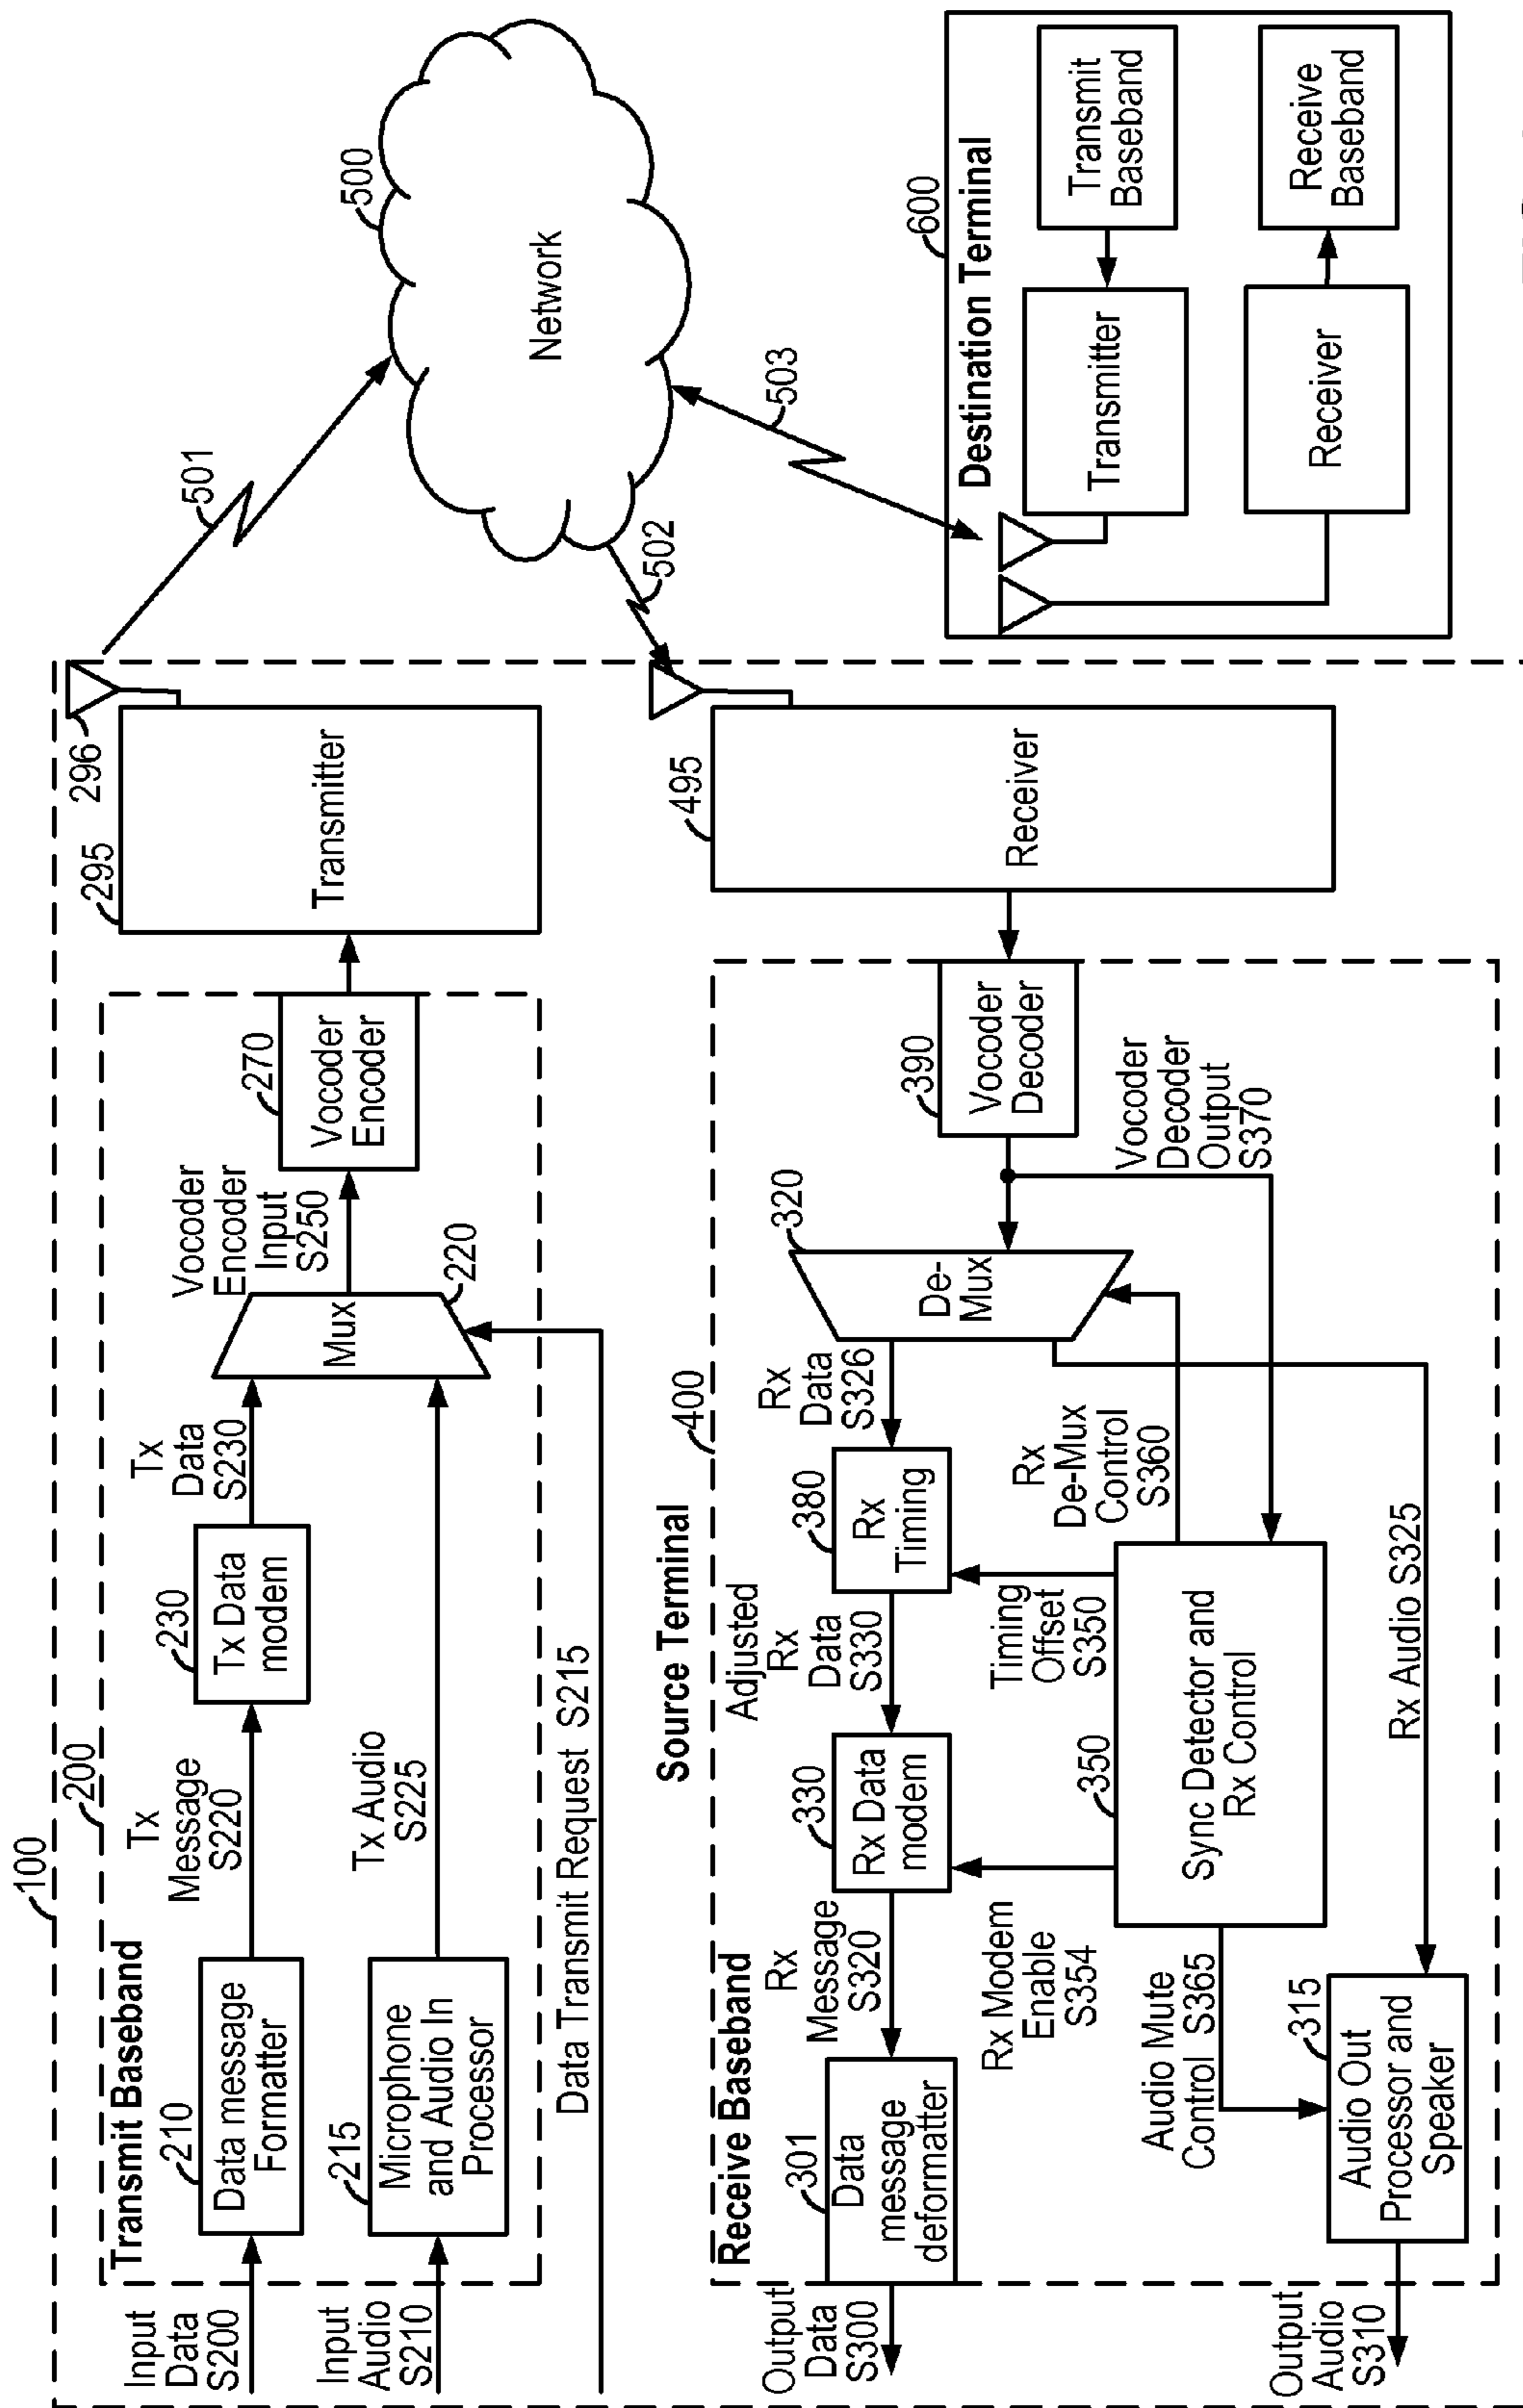 100
200
Transmit Baseband
Input
Data
S200
210
Data message
Formatter
Tx
Message
S220
230
Tx Data
modem
Tx
Data
S230
Input
Audio
S210
215
Microphone
and Audio In
Processor
Tx Audio
S225
Mux
220
Vocoder
Encoder
Input
S250
270
Vocoder
Encoder
295
Transmitter
296
Data Transmit Request S215
501
500
Network
502
503
Source Terminal
400
Receive Baseband
Output
Data
S300
301
Data
message
deformatter
Rx
Message
S320
330
Rx Data
modem
Adjusted
Rx
Data
S330
380
Rx
Timing
Rx
Data
S326
320
De-
Mux
390
Vocoder
Decoder
495
Receiver
Rx Modem
Enable
S354
350
Sync Detector and
Rx Control
Timing
Offset
S350
Rx
De-Mux
Control
S360
Vocoder
Decoder
Output
S370
Audio Mute
Control S365
315
Audio Out
Processor and
Speaker
Rx Audio S325
Output
Audio
S310
600
Destination Terminal
Transmitter
Transmit
Baseband
Receiver
Receive
Baseband